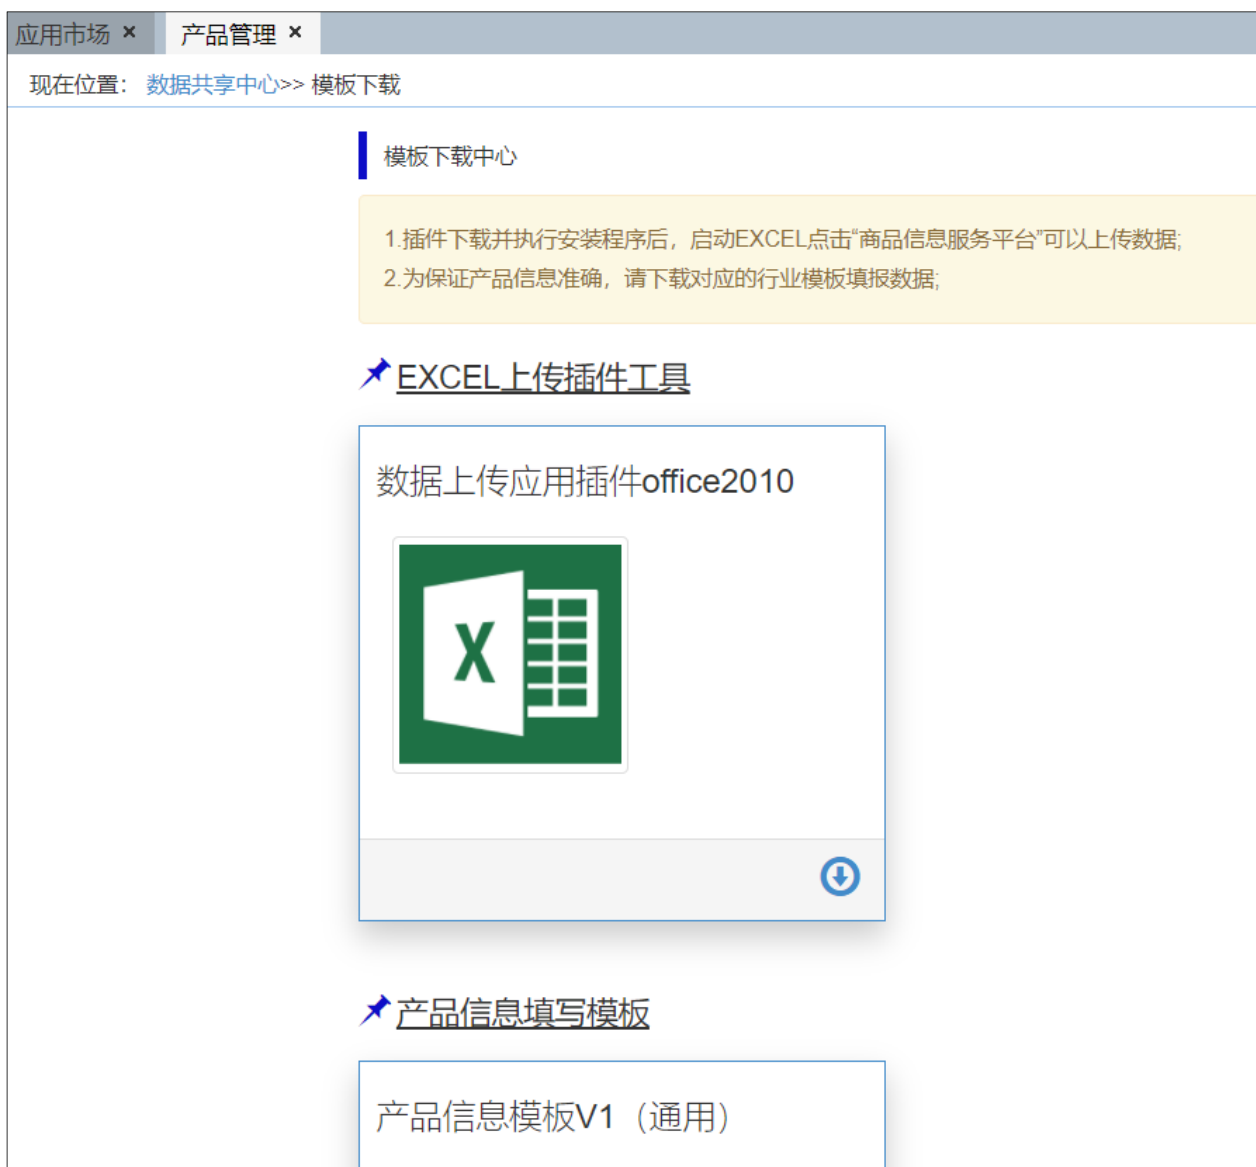 应用市场 × 产品管理 ×
现在位置： 数据共享中心>> 模板下载
模板下载中心
1.插件下载并执行安装程序后，启动EXCEL点击“商品信息服务平台”可以上传数据;
2.为保证产品信息准确，请下载对应的行业模板填报数据;
EXCEL上传插件工具
数据上传应用插件office2010
X
产品信息填写模板
产品信息模板V1（通用）